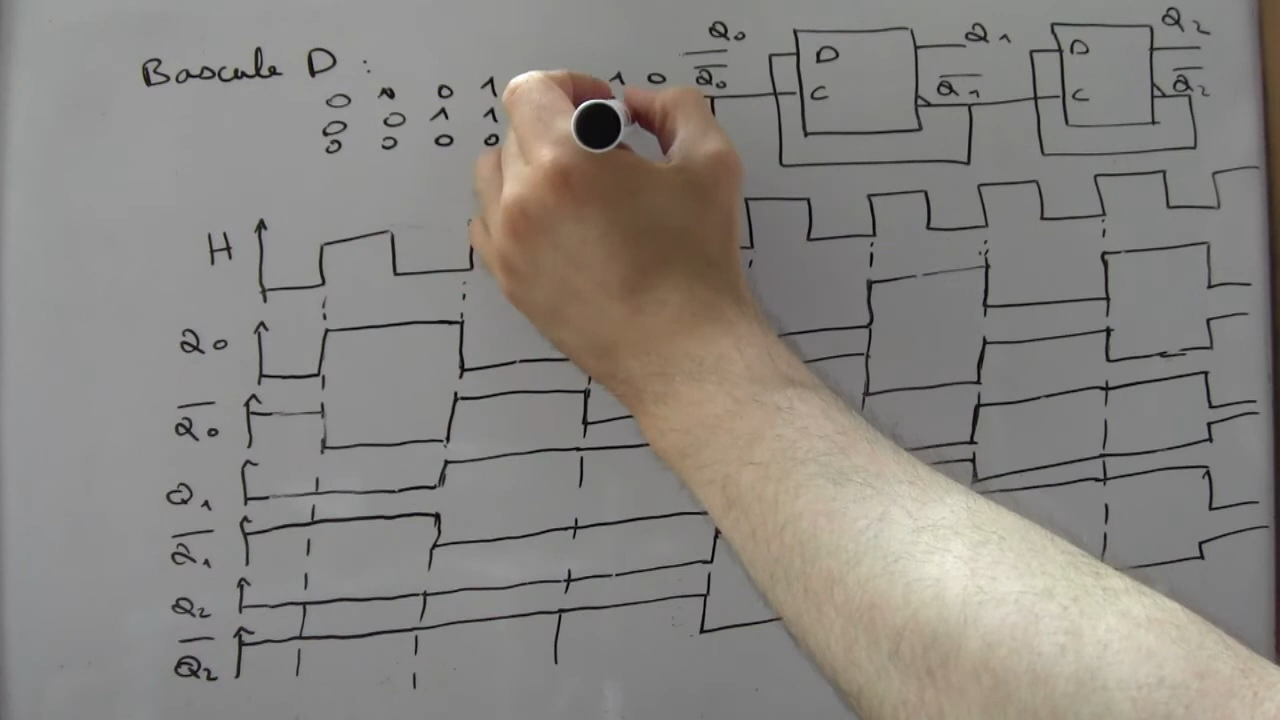 Bascule D :
Q₀ Q₁ Q₂
0 1 0 1 1 0 Q̅₀ D Q̅₁ D Q̅₂
0 0 1 1 C C
0 0 0 0
H
Q₀
Q̅₀
Q₁
Q̅₁
Q₂
Q̅₂